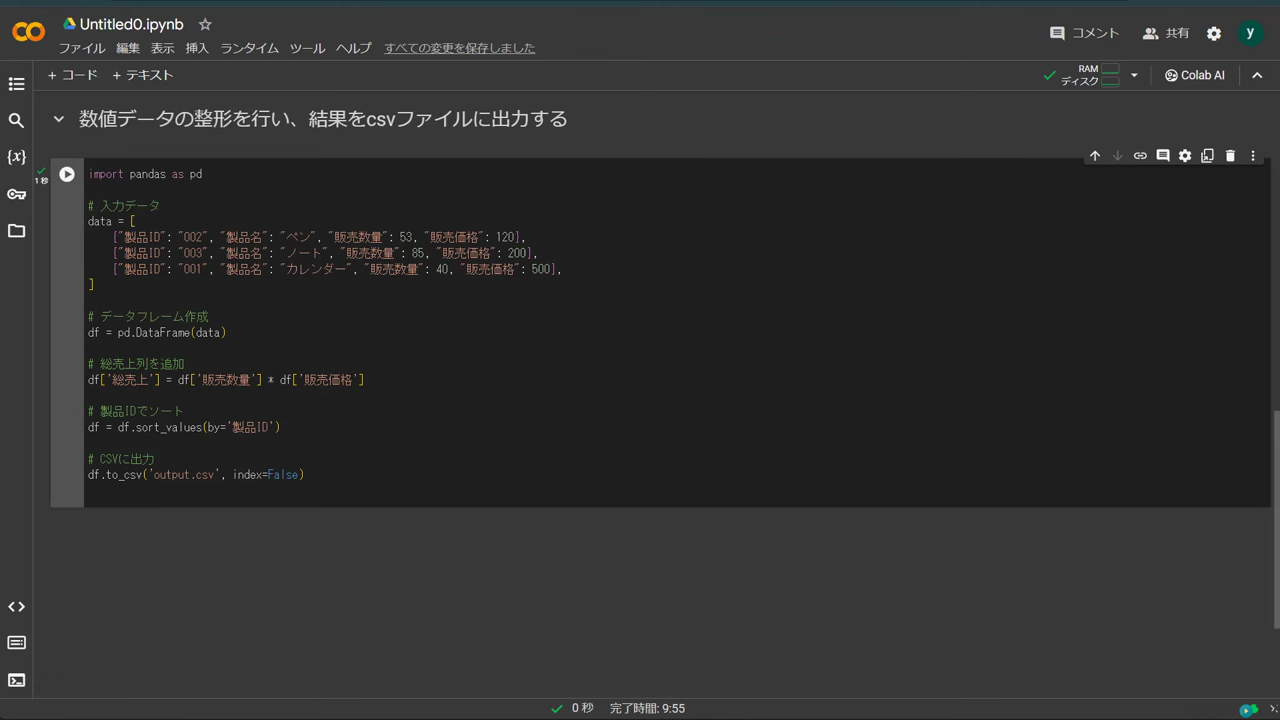 Untitled0.ipynb
ファイル 編集 表示 挿入 ランタイム ツール ヘルプ すべての変更を保存しました
コメント
共有
y
+ コード + テキスト
RAM
ディスク
Colab AI
数値データの整形を行い、結果をcsvファイルに出力する
{x}
1 秒
import pandas as pd
# 入力データ
data = [
["製品ID": "002", "製品名": "ペン", "販売数量": 53, "販売価格": 120],
["製品ID": "003", "製品名": "ノート", "販売数量": 85, "販売価格": 200],
["製品ID": "001", "製品名": "カレンダー", "販売数量": 40, "販売価格": 500],
]
# データフレーム作成
df = pd.DataFrame(data)
# 総売上列を追加
df['総売上'] = df['販売数量'] * df['販売価格']
# 製品IDでソート
df = df.sort_values(by='製品ID')
# CSVに出力
df.to_csv('output.csv', index=False)
0 秒 完了時間: 9:55